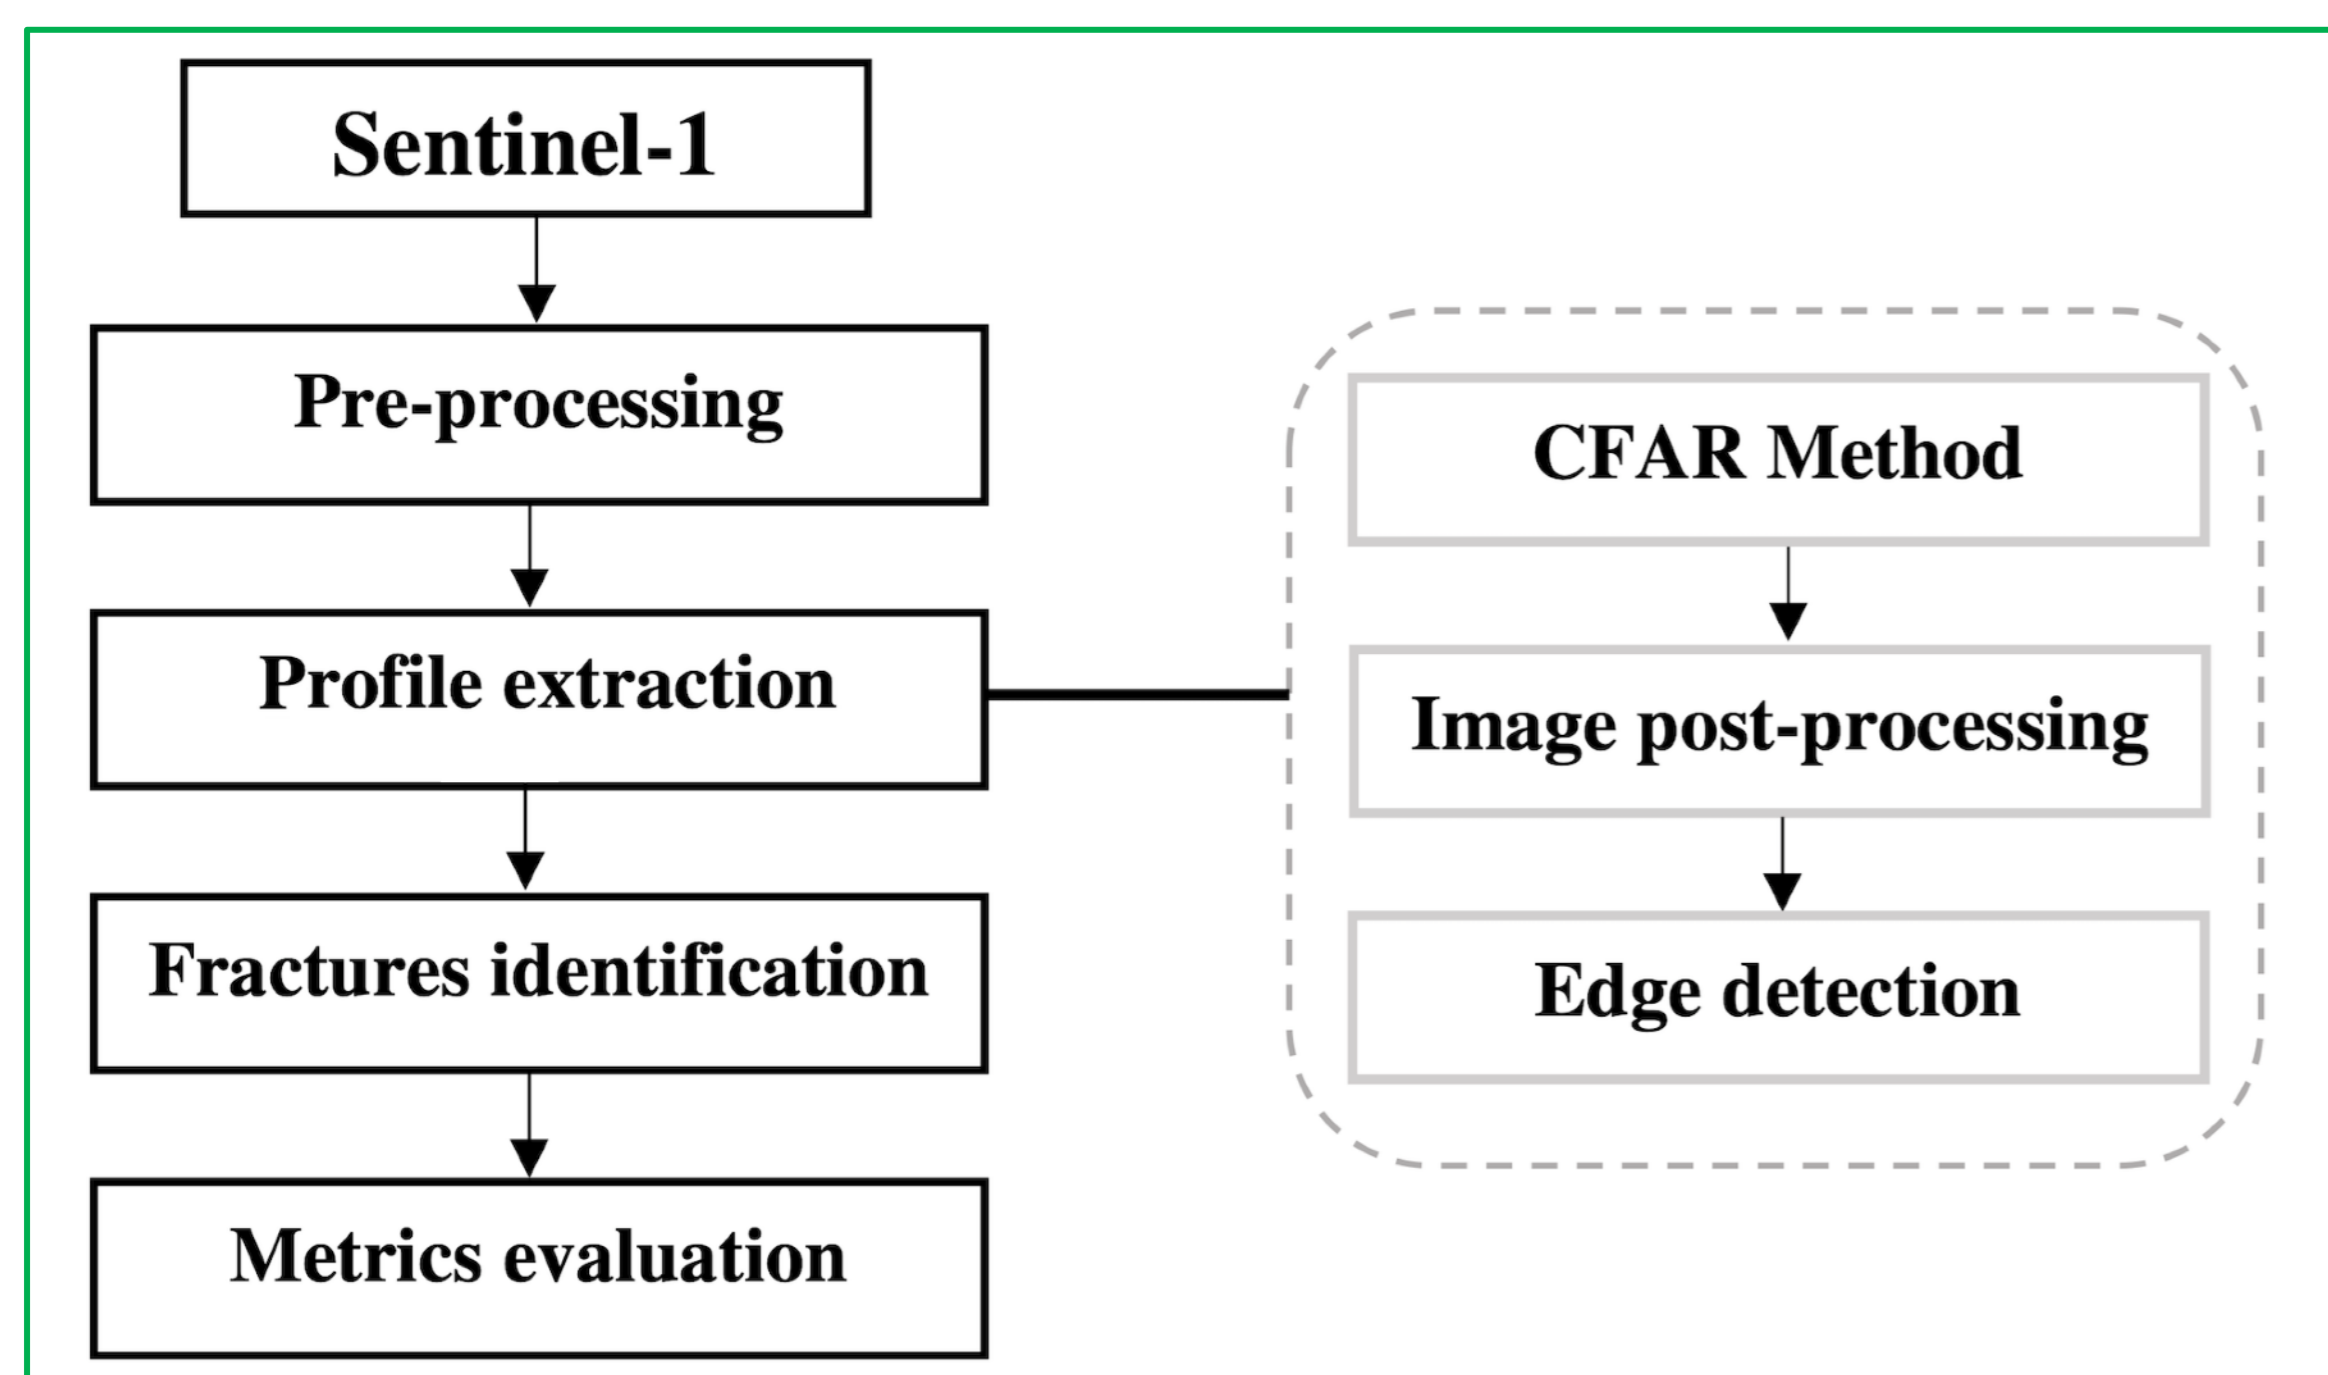 Sentinel-1
Pre-processing
Profile extraction
Fractures identification
Metrics evaluation
CFAR Method
Image post-processing
Edge detection